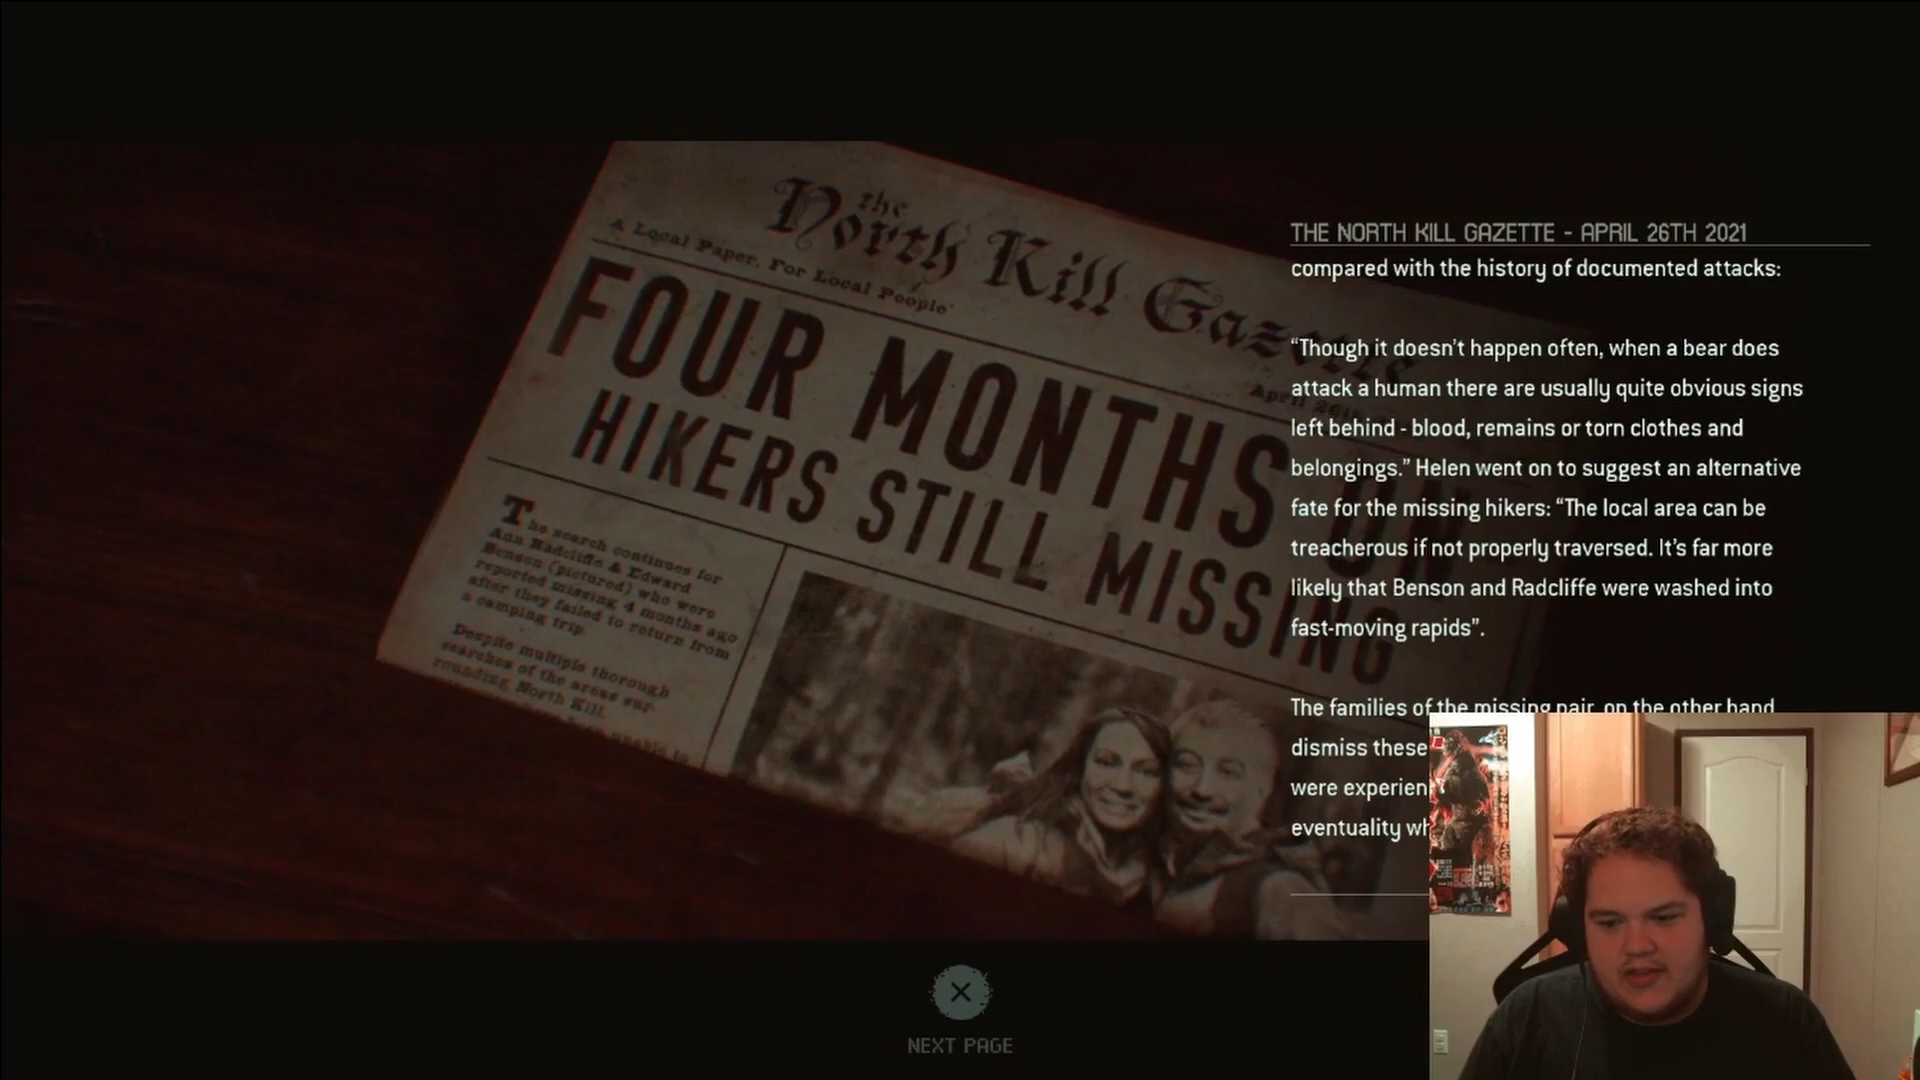 the
North Kill Gazette
A Local Paper, For Local People
FOUR MONTHS ON
HIKERS STILL MISSING
The search continues for
Ann Radcliffe & Edward
Benson (pictured) who were
reported missing 4 months ago
after they failed to return from
a camping trip.
Despite multiple thorough
searches of the areas sur-
rounding North Kill,
unable to
THE NORTH KILL GAZETTE - APRIL 26TH 2021
compared with the history of documented attacks:
“Though it doesn’t happen often, when a bear does
attack a human there are usually quite obvious signs
left behind - blood, remains or torn clothes and
belongings.” Helen went on to suggest an alternative
fate for the missing hikers: “The local area can be
treacherous if not properly traversed. It’s far more
likely that Benson and Radcliffe were washed into
fast-moving rapids”.
The families of the missing pair, on the other hand
dismiss these
were experien
eventuality wh
NEXT PAGE